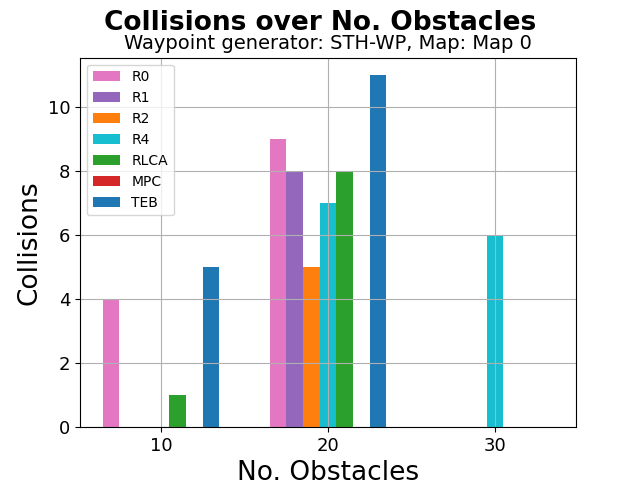 Collisions over No. Obstacles
Waypoint generator: STH-WP, Map: Map 0
R0
R1
R2
R4
RLCA
MPC
TEB
Collisions
10
8
6
4
2
0
10
20
30
No. Obstacles